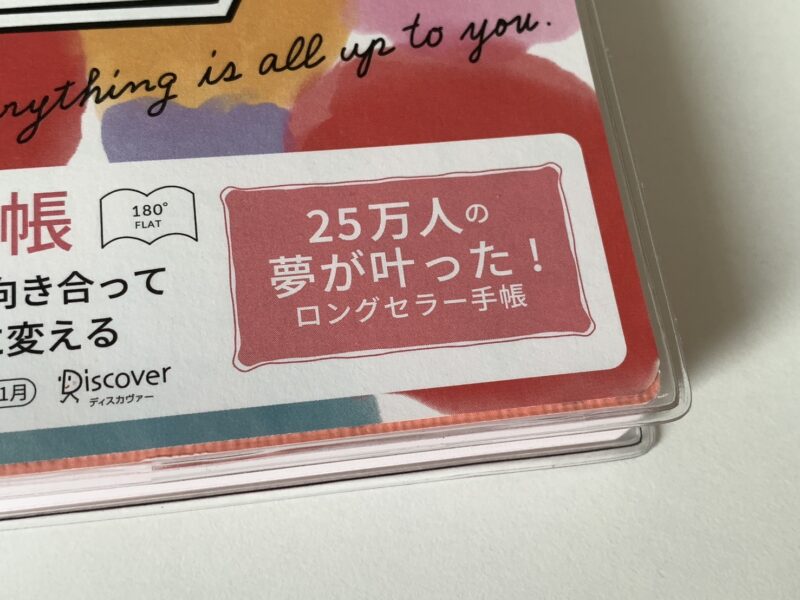 rything is all up to you.
帳
180°
FLAT
向き合って
に変える
1月
Discover
ディスカヴァー
25万人の
夢が叶った！
ロングセラー手帳